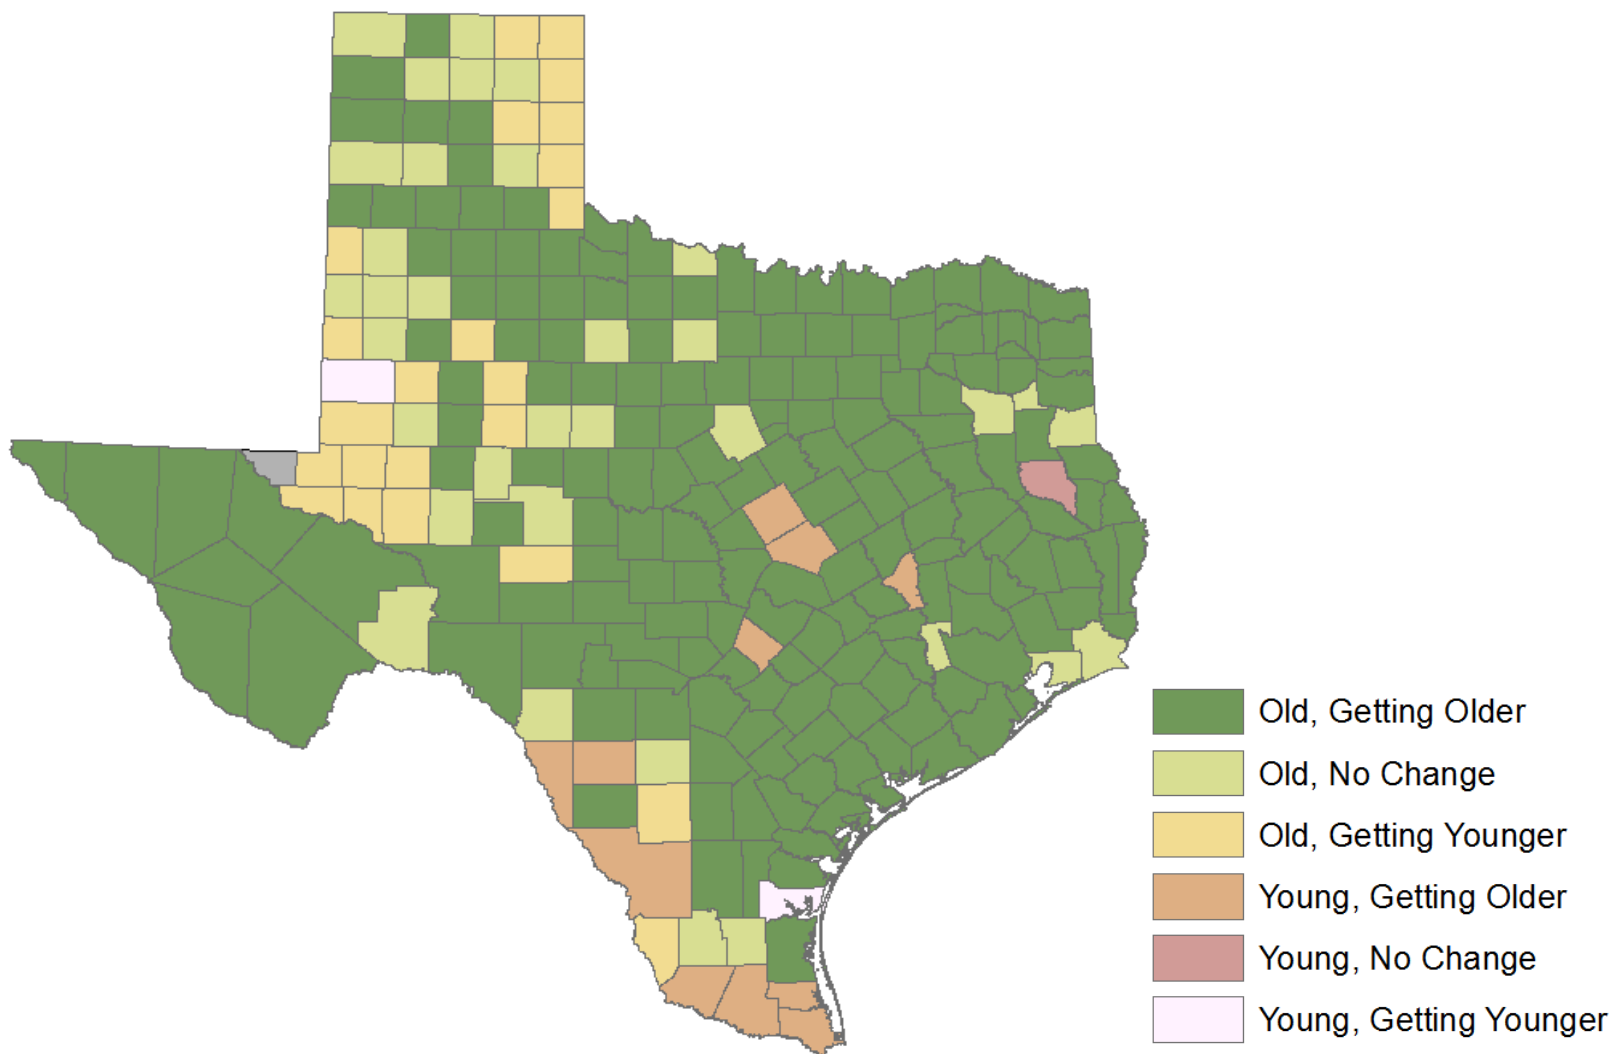 Old, Getting Older
Old, No Change
Old, Getting Younger
Young, Getting Older
Young, No Change
Young, Getting Younger